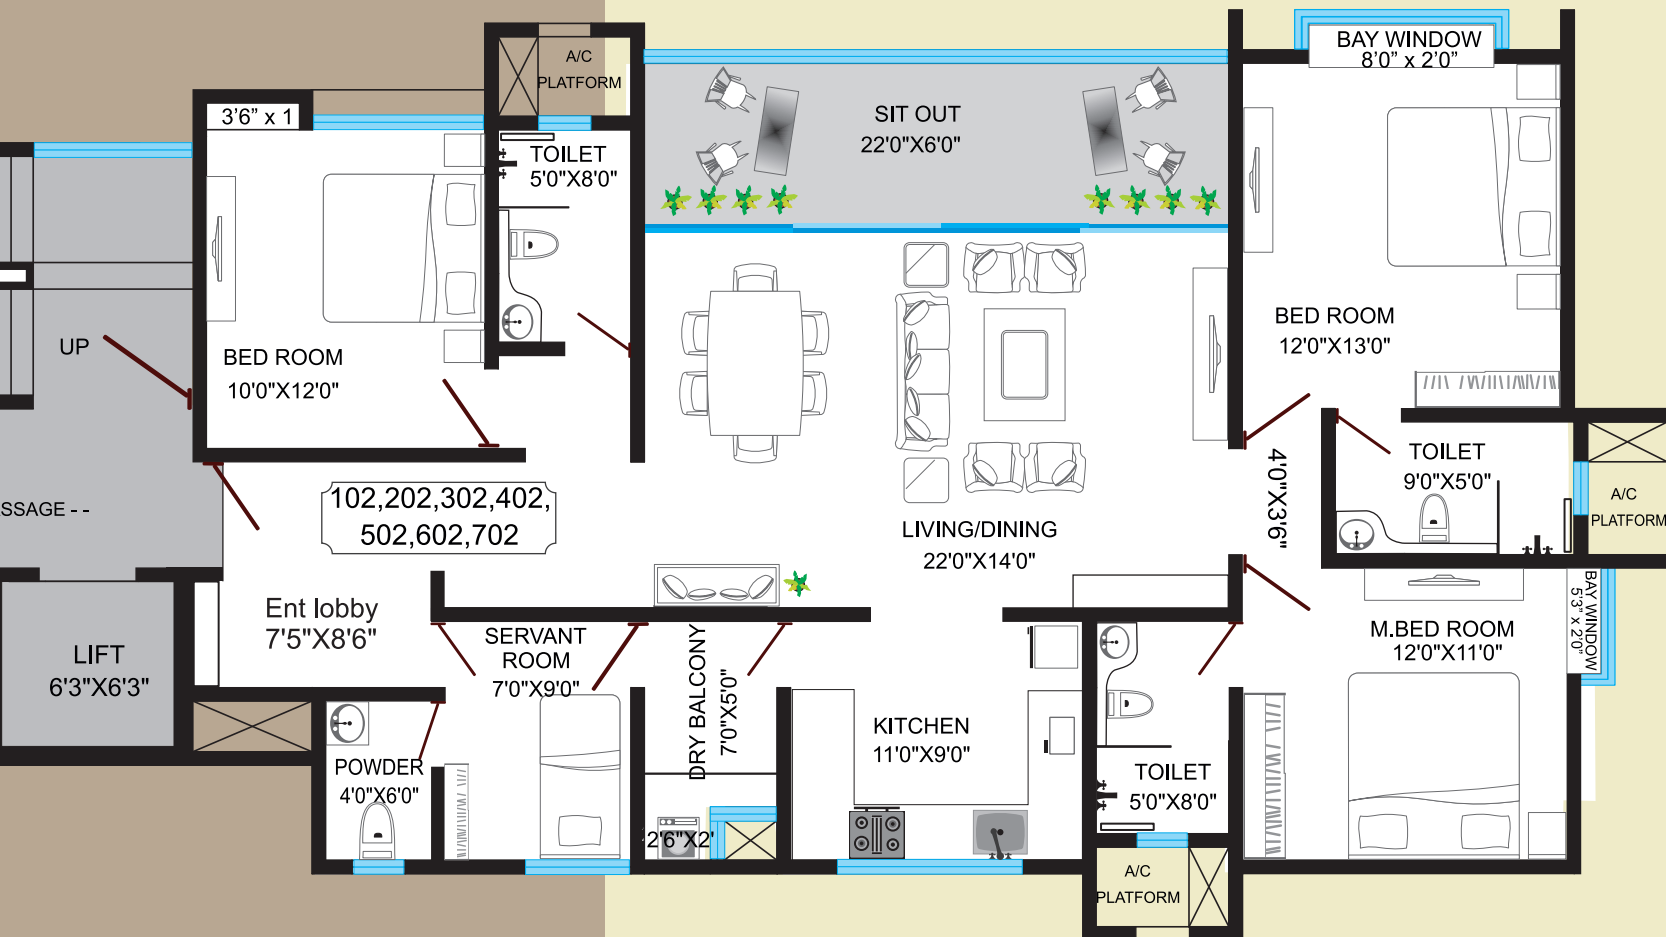 BAY WINDOW
8'0” x 2'0”
A/C
PLATFORM
3’6” x 1
SIT OUT
22'0"X6'0"
TOILET
5'0"X8'0"
BED ROOM
12'0"X13'0"
UP
BED ROOM
10'0"X12'0"
TOILET
9'0"X5'0"
4'0"X3'6"
A/C
PLATFORM
SSAGE - -
102,202,302,402,
502,602,702
LIVING/DINING
22'0"X14'0"
Ent lobby
7'5"X8'6"
BAY WINDOW
5'3” x 2'0”
LIFT
6'3"X6'3"
SERVANT
ROOM
7'0"X9'0"
DRY BALCONY
7'0"X5'0"
M.BED ROOM
12'0"X11'0"
KITCHEN
11'0"X9'0"
POWDER
4'0"X6'0"
TOILET
5'0"X8'0"
2'6"X2'
A/C
PLATFORM